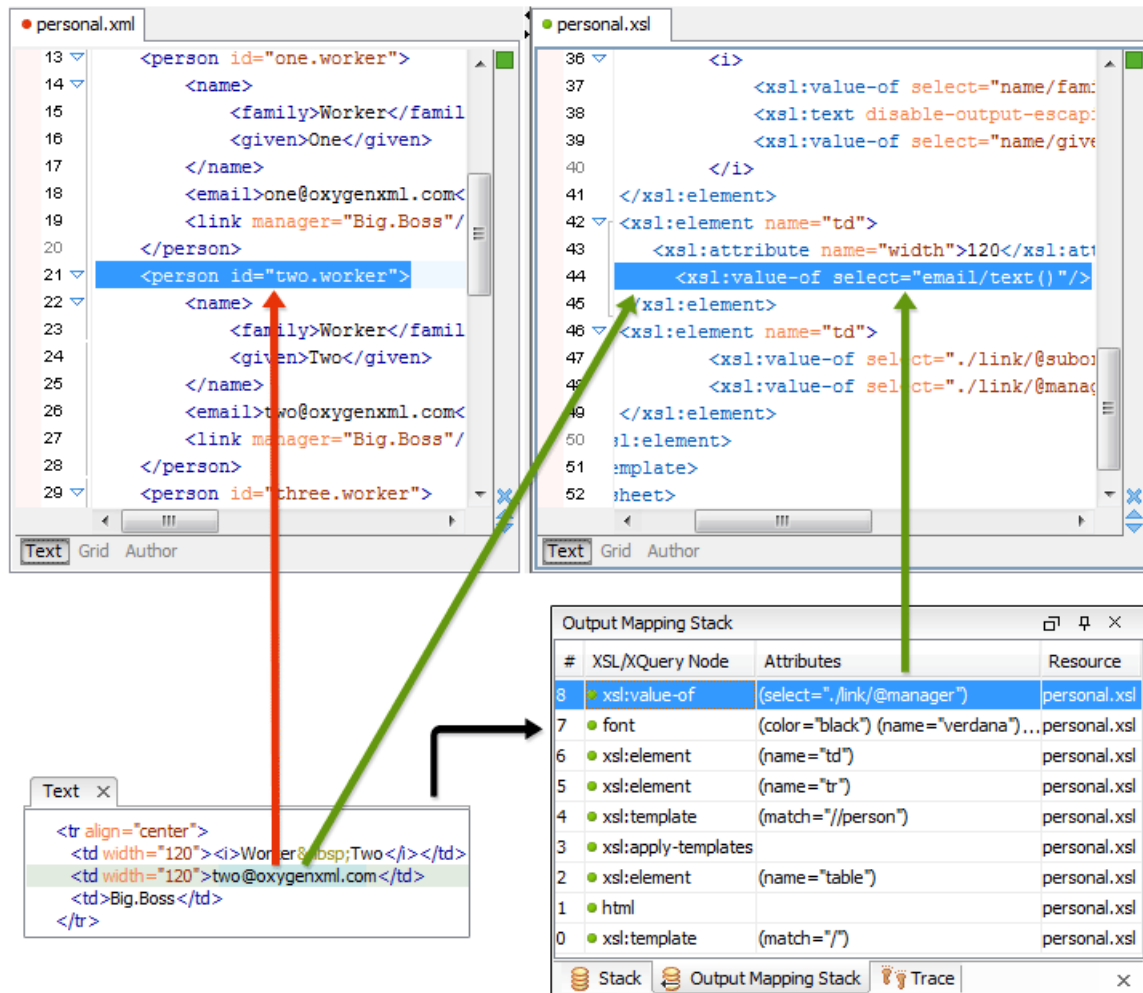 personal.xml
13 <person id="one.worker">
14 <name>
15 <family>Worker</famil
16 <given>One</given>
17 </name>
18 <email>one@oxygenxml.com<
19 <link manager="Big.Boss"/
20 </person>
21 <person id="two.worker">
22 <name>
23 <family>Worker</famil
24 <given>Two</given>
25 </name>
26 <email>two@oxygenxml.com<
27 <link manager="Big.Boss"/
28 </person>
29 <person id="three.worker">
Text Grid Author
personal.xsl
36 <i>
37 <xsl:value-of select="name/fami
38 <xsl:text disable-output-escapi
39 <xsl:value-of select="name/give
40 </i>
41 </xsl:element>
42 <xsl:element name="td">
43 <xsl:attribute name="width">120</xsl:att
44 <xsl:value-of select="email/text()"/>
45 </xsl:element>
46 <xsl:element name="td">
47 <xsl:value-of select="./link/@subor
48 <xsl:value-of select="./link/@manag
49 </xsl:element>
50 sl:element>
51 emplate>
52 sheet>
Text Grid Author
Text
<tr align="center">
<td width="120"><i>Worker&nbsp;Two</i></td>
<td width="120">two@oxygenxml.com</td>
<td>Big.Boss</td>
</tr>
Output Mapping Stack
# XSL/XQuery Node Attributes Resource
8 xsl:value-of (select="./link/@manager") personal.xsl
7 font (color="black") (name="verdana")... personal.xsl
6 xsl:element (name="td") personal.xsl
5 xsl:element (name="tr") personal.xsl
4 xsl:template (match="//person") personal.xsl
3 xsl:apply-templates personal.xsl
2 xsl:element (name="table") personal.xsl
1 html personal.xsl
0 xsl:template (match="/") personal.xsl
Stack Output Mapping Stack Trace